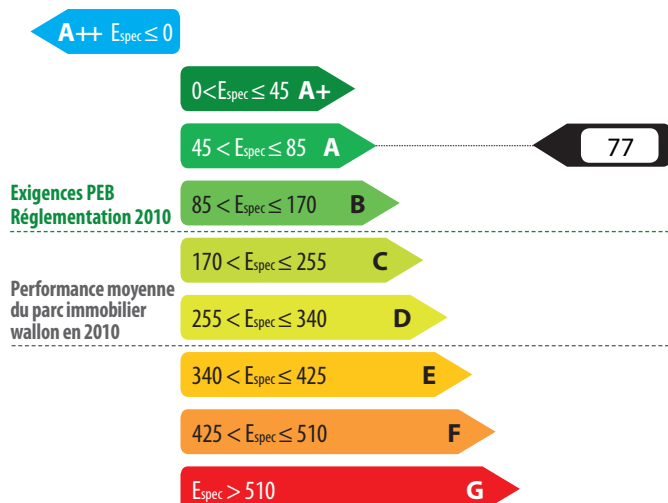 A++ Espec ≤ 0
0<Espec ≤ 45 A+
45 < Espec ≤ 85 A
77
Exigences PEB
Réglementation 2010
85 < Espec ≤ 170 B
170 < Espec ≤ 255 C
Performance moyenne
du parc immobilier
wallon en 2010
255 < Espec ≤ 340 D
340 < Espec ≤ 425 E
425 < Espec ≤ 510 F
Espec > 510 G